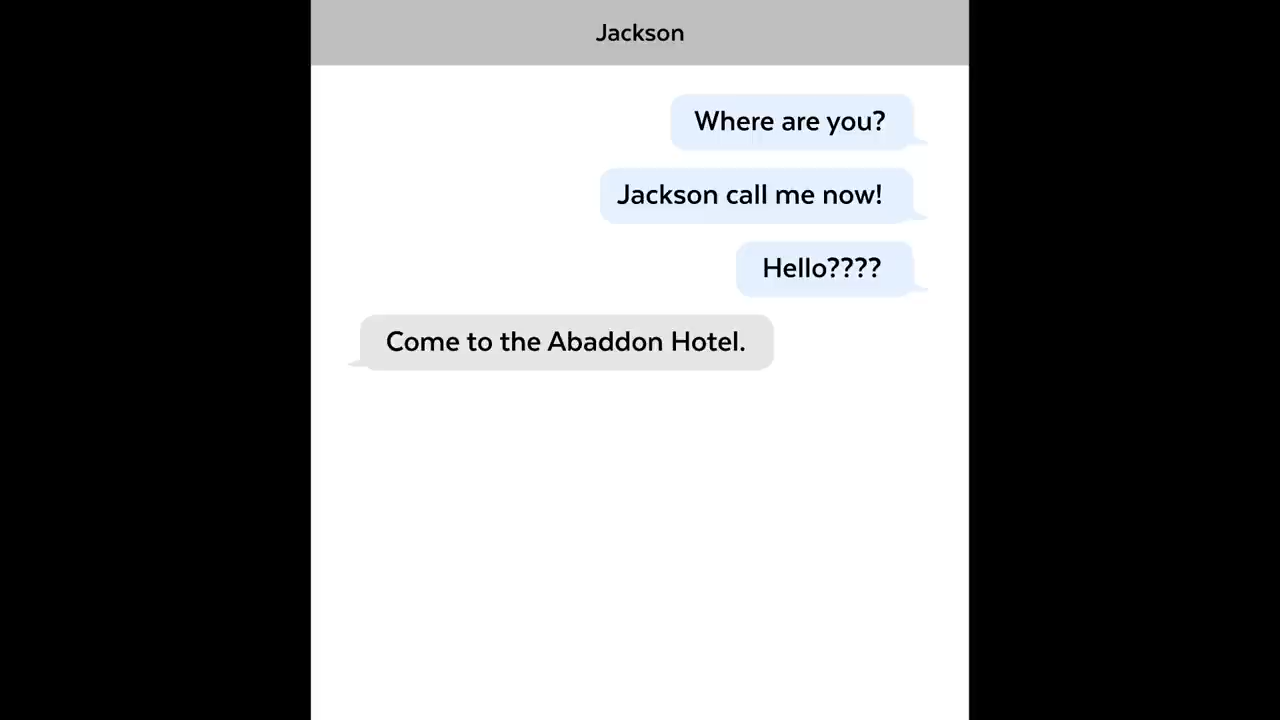 Jackson
Where are you?
Jackson call me now!
Hello????
Come to the Abaddon Hotel.